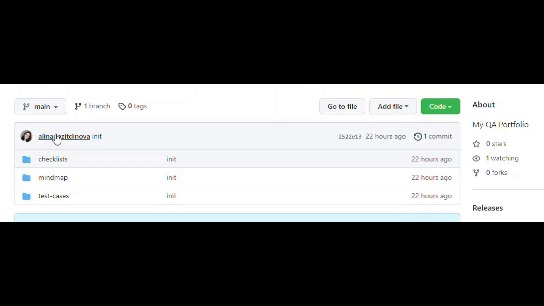 main 1 branch 0 tags Go to file Add file Code
About
My QA Portfolio
init 2522e13 22 hours ago 1 commit
0 stars
checklists init 22 hours ago
1 watching
0 forks
mindmap init 22 hours ago
test-cases init 22 hours ago
Releases